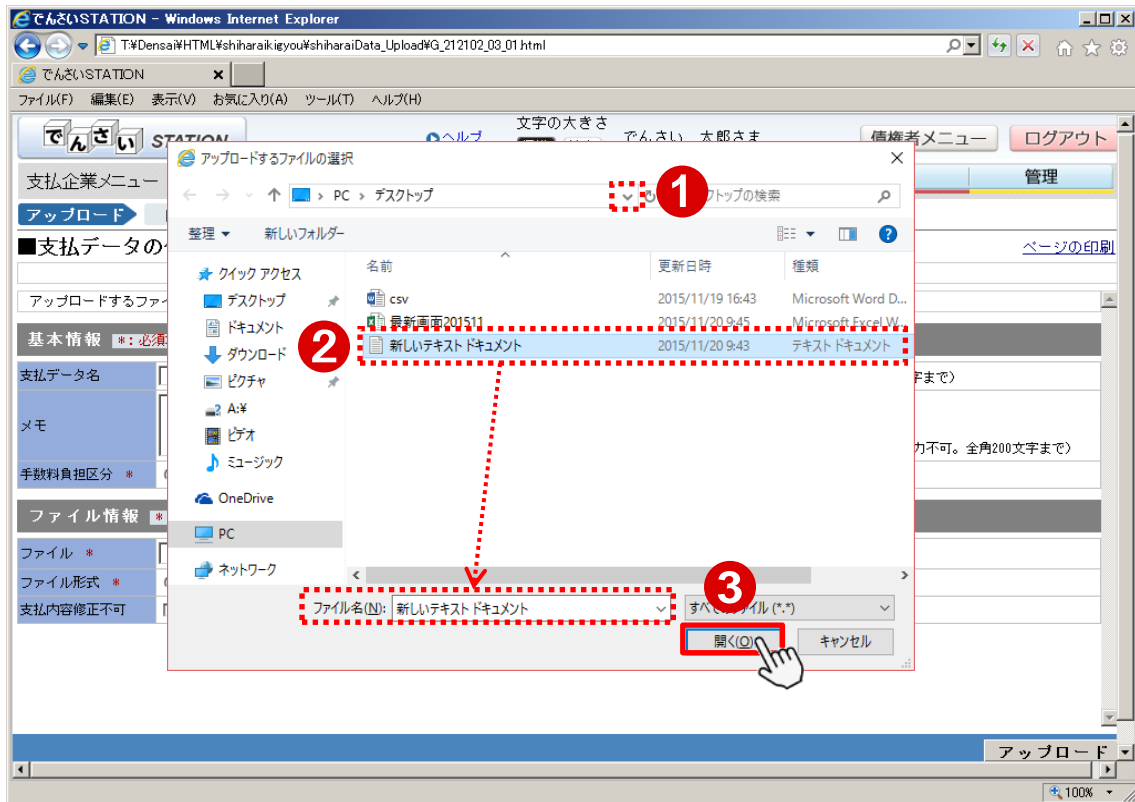 でんさいSTATION - Windows Internet Explorer
T:¥Densai¥HTML¥shiharaikigyou¥shiharaiData_Upload¥G_212102_03_01.html
でんさいSTATION
ファイル(F) 編集(E) 表示(V) お気に入り(A) ツール(T) ヘルプ(H)
でんさい STATION
ヘルプ
文字の大きさ
でんさい 太郎さま
債権者メニュー
ログアウト
支払企業メニュー
管理
アップロード
■支払データの
ページの印刷
アップロードするファ
基本情報 *:必須
支払データ名
字まで)
メモ
力不可。全角200文字まで)
手数料負担区分 *
ファイル情報 *
ファイル *
ファイル形式 *
支払内容修正不可
アップロード
100%
アップロードするファイルの選択
PC › デスクトップ
1
トップの検索
整理 新しいフォルダー
名前 更新日時 種類
クイック アクセス
デスクトップ
ドキュメント
ダウンロード
ピクチャ
A:¥
ビデオ
ミュージック
OneDrive
PC
ネットワーク
csv 2015/11/19 16:43 Microsoft Word D...
最新画面201511 2015/11/20 9:45 Microsoft Excel W...
2
新しいテキスト ドキュメント 2015/11/20 9:43 テキスト ドキュメント
3
ファイル名(N): 新しいテキスト ドキュメント
(*.*)
開く(O) キャンセル